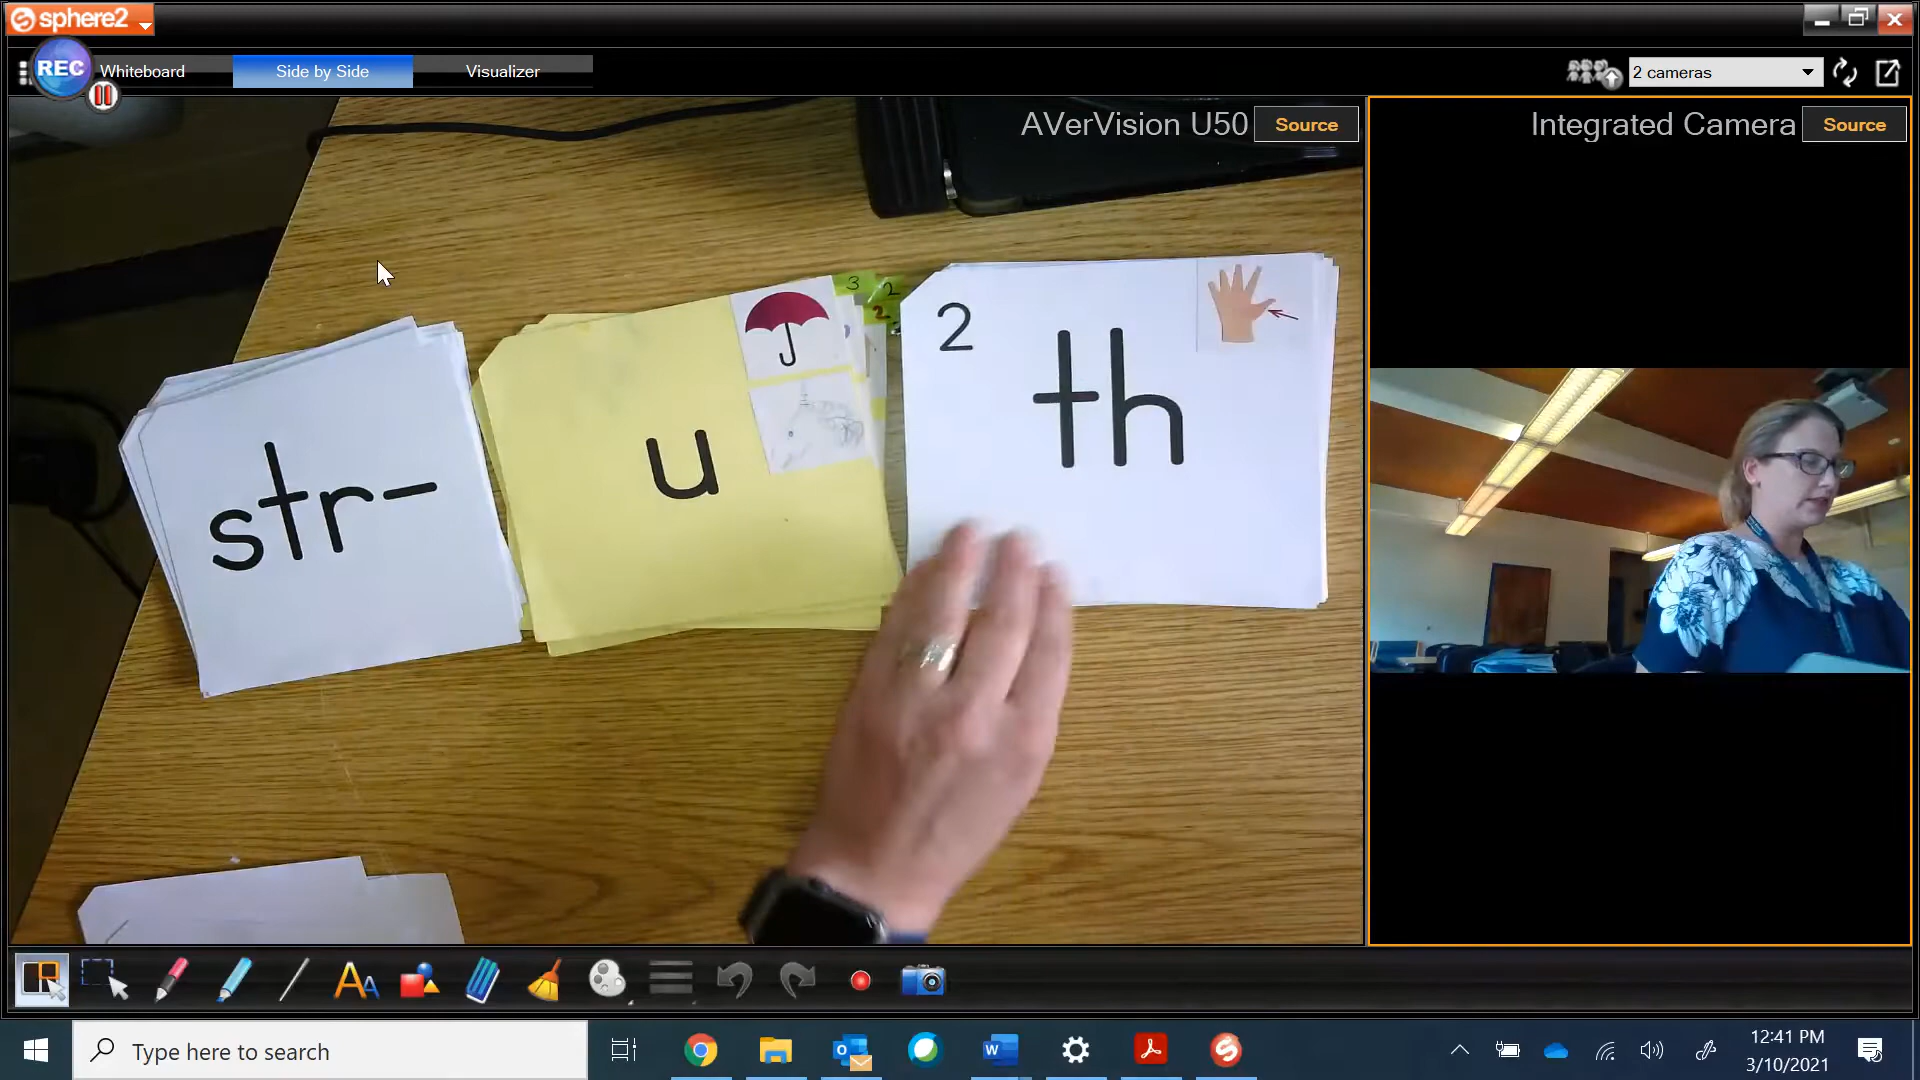 sphere2
REC
Whiteboard
Side by Side
Visualizer
2 cameras
AVerVision U50
Source
Integrated Camera
Source
3
2
2
str-
u
2
th
Type here to search
12:41 PM
3/10/2021